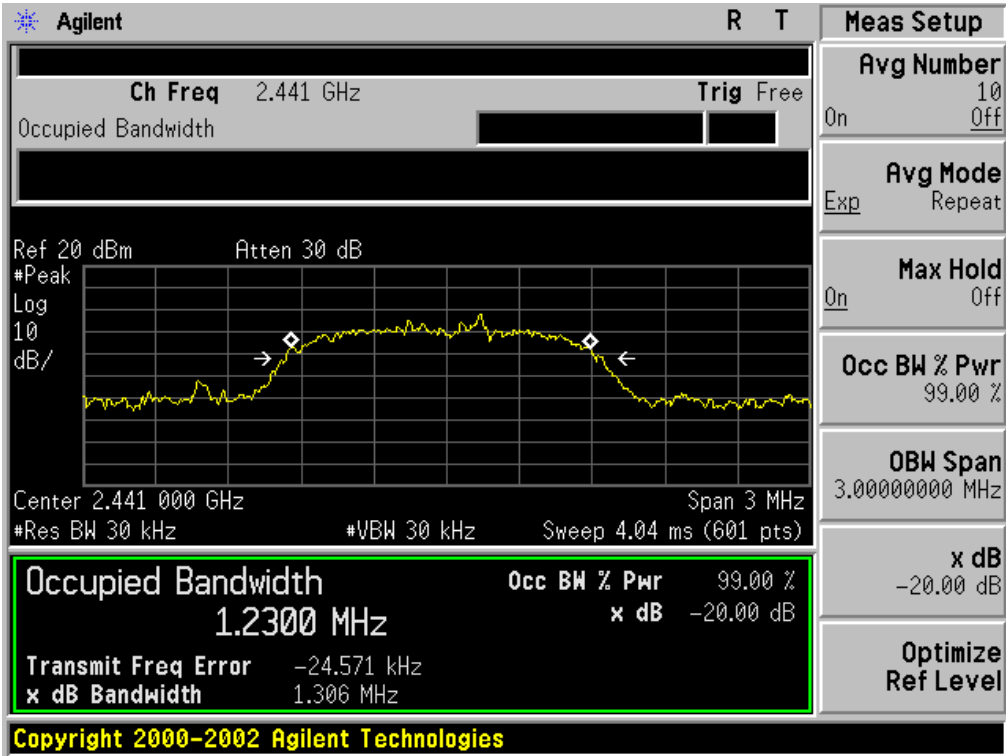 Agilent R T
Ch Freq 2.441 GHz Trig Free
Occupied Bandwidth
Ref 20 dBm Atten 30 dB
#Peak
Log
10
dB/
Center 2.441 000 GHz Span 3 MHz
#Res BW 30 kHz #VBW 30 kHz Sweep 4.04 ms (601 pts)
Occupied Bandwidth Occ BW % Pwr 99.00 %
1.2300 MHz x dB -20.00 dB
Transmit Freq Error -24.571 kHz
x dB Bandwidth 1.306 MHz
Copyright 2000-2002 Agilent Technologies
Meas Setup
Avg Number
10
On Off
Avg Mode
Exp Repeat
Max Hold
On Off
Occ BW % Pwr
99.00 %
OBW Span
3.00000000 MHz
x dB
-20.00 dB
Optimize
Ref Level